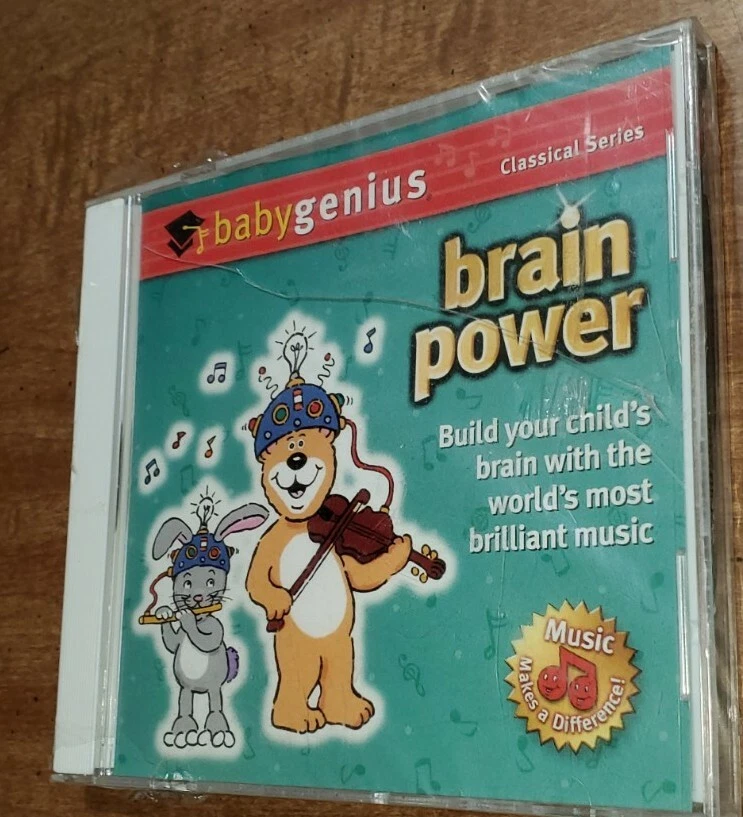 babygenius
Classical Series
brain
power
Build your child's
brain with the
world's most
brilliant music
Music
Makes a Difference!